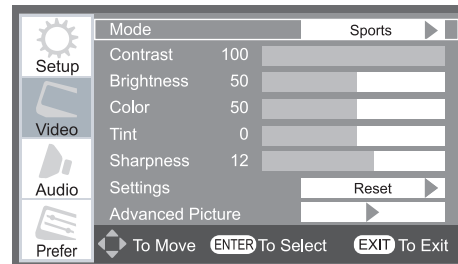 Setup
Video
Audio
Prefer
Mode Sports
Contrast 100
Brightness 50
Color 50
Tint 0
Sharpness 12
Settings Reset
Advanced Picture
To Move ENTER To Select EXIT To Exit